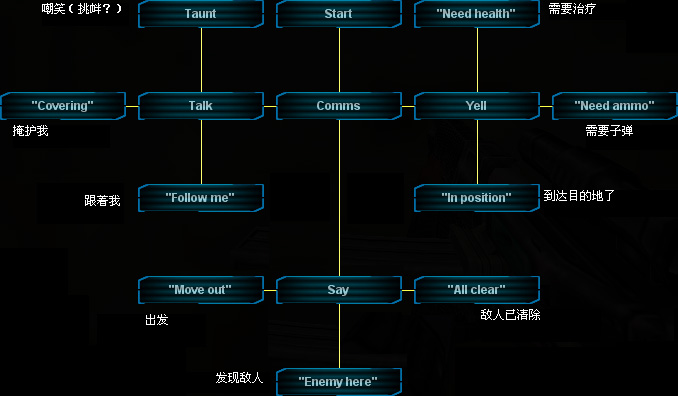 嘲笑（挑衅？）
Taunt
Start
"Need health"
需要治疗
"Covering"
Talk
Comms
Yell
"Need ammo"
掩护我
需要子弹
跟着我
"Follow me"
"In position"
到达目的地了
"Move out"
Say
"All clear"
出发
敌人已清除
发现敌人
"Enemy here"